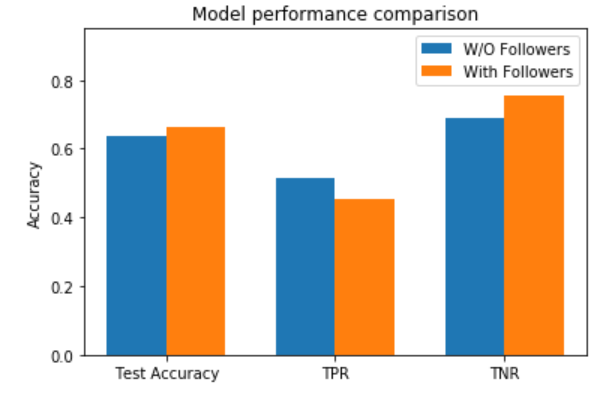 Model performance comparison
W/O Followers
With Followers
Accuracy
0.8
0.6
0.4
0.2
0.0
Test Accuracy
TPR
TNR